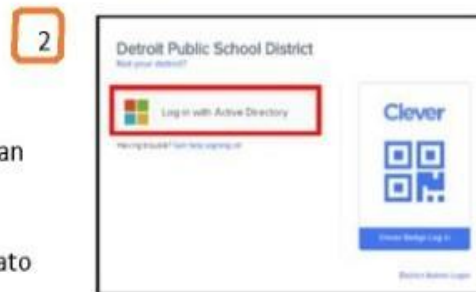 2
Detroit Public School District
Not your district?
Log in with Active Directory
Having trouble? Get help signing in!
Clever
Clever Badge Log in
District Admin Login
an
ato